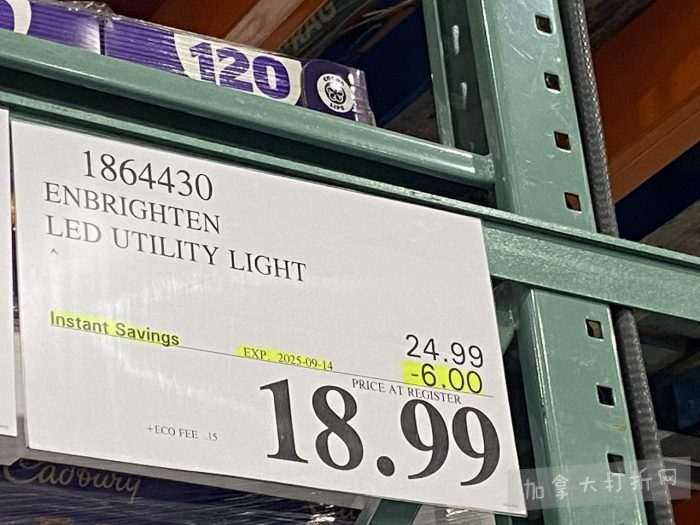 120
1864430
ENBRIGHTEN
LED UTILITY LIGHT
^
Instant Savings
24.99
EXP. 2025-09-14
-6.00
PRICE AT REGISTER
18.99
+ECO FEE .15
Cadbury
加拿大打折网